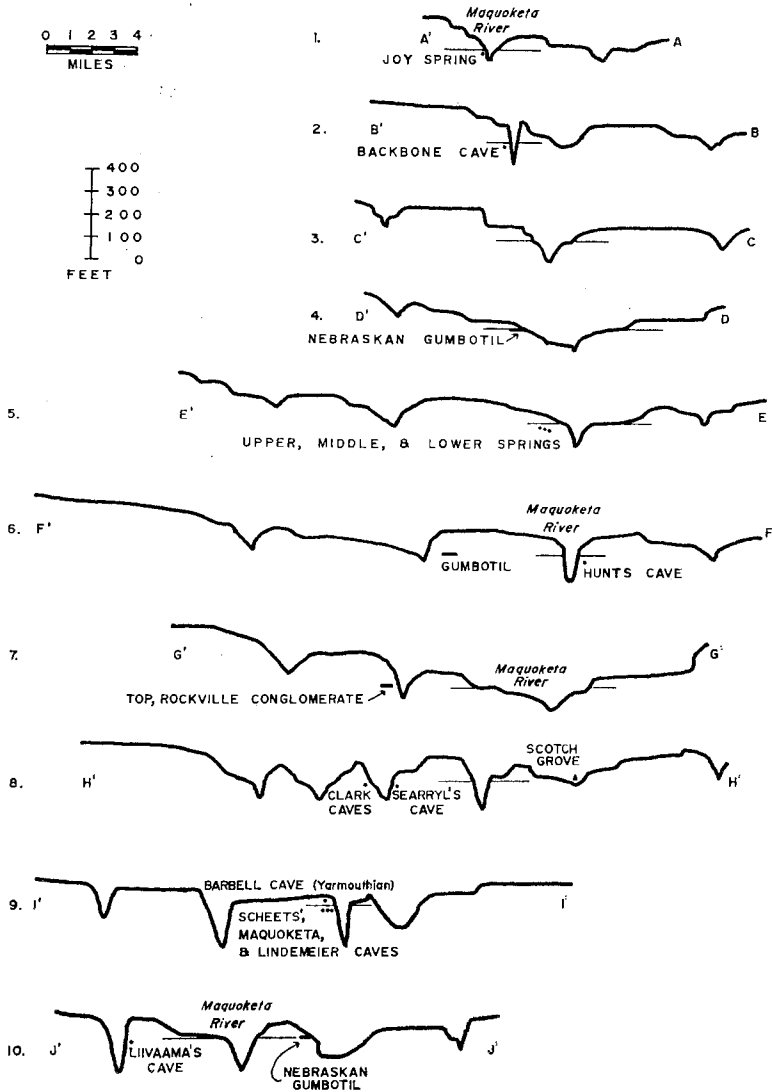 0 1 2 3 4
MILES
400
300
200
100
0
FEET
Maquoketa
River
1. A' A
JOY SPRING
2. B' B
BACKBONE CAVE
3. C' C
4. D' D
NEBRASKAN GUMBOTIL
5. E' E
UPPER, MIDDLE, & LOWER SPRINGS
Maquoketa
River
6. F' F
GUMBOTIL
HUNTS CAVE
7. G' G'
Maquoketa
River
TOP, ROCKVILLE CONGLOMERATE
SCOTCH
GROVE
8. H' H'
CLARK
CAVES
SEARRYL'S
CAVE
BARBELL CAVE (Yarmouthian)
9. I' I'
SCHEETS',
MAQUOKETA,
& LINDEMEIER CAVES
Maquoketa
River
10. J' J'
LIIVAAMA'S
CAVE
NEBRASKAN
GUMBOTIL